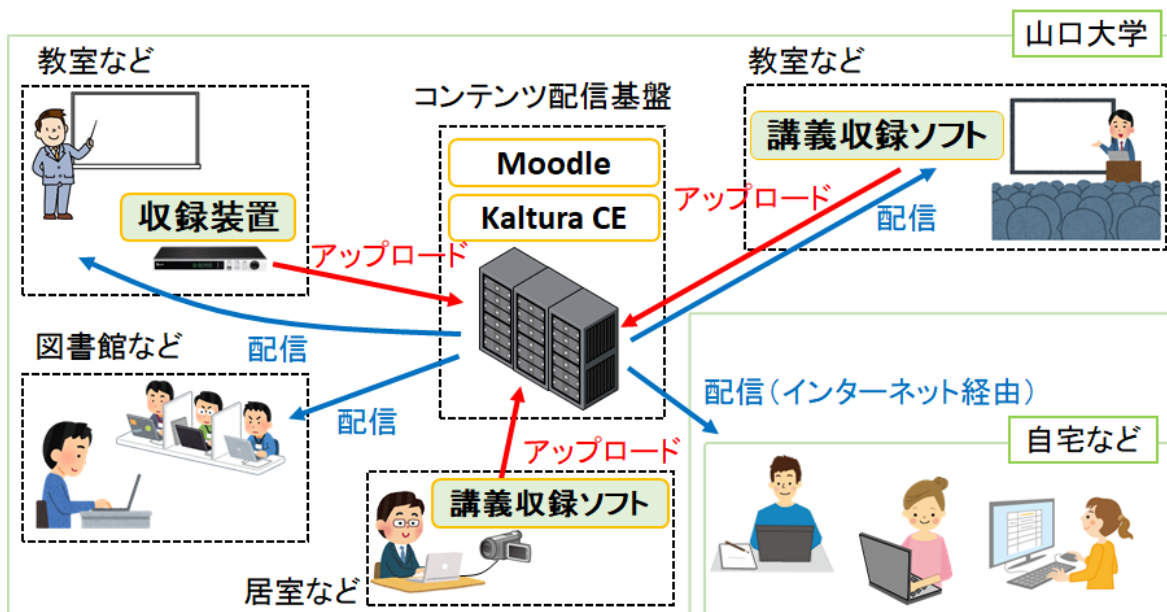 山口大学
教室など
収録装置
アップロード
配信
コンテンツ配信基盤
Moodle
Kaltura CE
教室など
講義収録ソフト
アップロード
配信
図書館など
配信
アップロード
講義収録ソフト
居室など
配信（インターネット経由）
自宅など